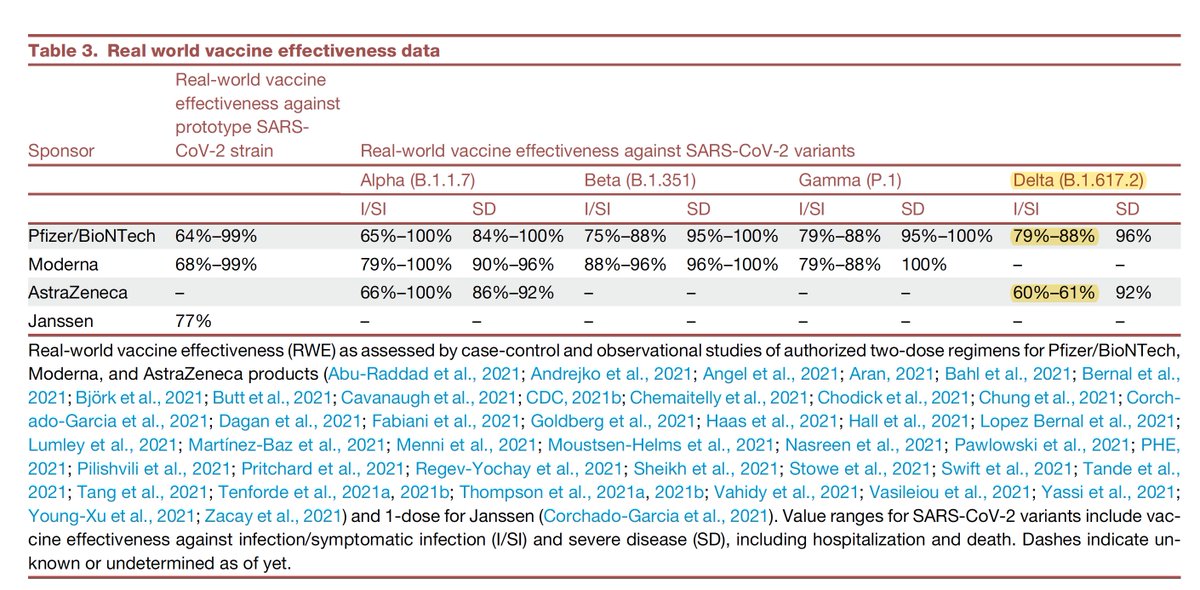 Table 3. Real world vaccine effectiveness data
Sponsor
Real-world vaccine
effectiveness against
prototype SARS-
CoV-2 strain
Real-world vaccine effectiveness against SARS-CoV-2 variants
Alpha (B.1.1.7) Beta (B.1.351) Gamma (P.1) Delta (B.1.617.2)
I/SI SD I/SI SD I/SI SD I/SI SD
Pfizer/BioNTech 64%–99% 65%–100% 84%–100% 75%–88% 95%–100% 79%–88% 95%–100% 79%–88% 96%
Moderna 68%–99% 79%–100% 90%–96% 88%–96% 96%–100% 79%–88% 100% – –
AstraZeneca – 66%–100% 86%–92% – – – – 60%–61% 92%
Janssen 77% – – – – – – – –
Real-world vaccine effectiveness (RWE) as assessed by case-control and observational studies of authorized two-dose regimens for Pfizer/BioNTech,
Moderna, and AstraZeneca products (Abu-Raddad et al., 2021; Andrejko et al., 2021; Angel et al., 2021; Aran, 2021; Bahl et al., 2021; Bernal et al.,
2021; Björk et al., 2021; Butt et al., 2021; Cavanaugh et al., 2021; CDC, 2021b; Chemaitelly et al., 2021; Chodick et al., 2021; Chung et al., 2021; Corch-
ado-Garcia et al., 2021; Dagan et al., 2021; Fabiani et al., 2021; Goldberg et al., 2021; Haas et al., 2021; Hall et al., 2021; Lopez Bernal et al., 2021;
Lumley et al., 2021; Martínez-Baz et al., 2021; Menni et al., 2021; Moustsen-Helms et al., 2021; Nasreen et al., 2021; Pawlowski et al., 2021; PHE,
2021; Pilishvili et al., 2021; Pritchard et al., 2021; Regev-Yochay et al., 2021; Sheikh et al., 2021; Stowe et al., 2021; Swift et al., 2021; Tande et al.,
2021; Tang et al., 2021; Tenforde et al., 2021a, 2021b; Thompson et al., 2021a, 2021b; Vahidy et al., 2021; Vasileiou et al., 2021; Yassi et al., 2021;
Young-Xu et al., 2021; Zacay et al., 2021) and 1-dose for Janssen (Corchado-Garcia et al., 2021). Value ranges for SARS-CoV-2 variants include vac-
cine effectiveness against infection/symptomatic infection (I/SI) and severe disease (SD), including hospitalization and death. Dashes indicate un-
known or undetermined as of yet.